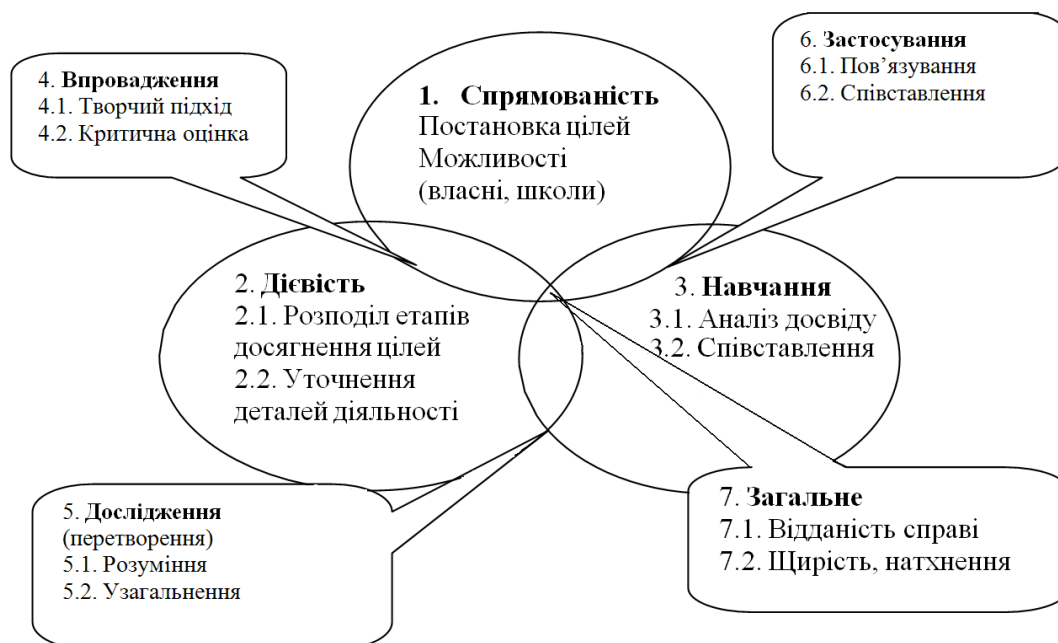 1. Спрямованість
Постановка цілей
Можливості
(власні, школи)
2. Дієвість
2.1. Розподіл етапів
досягнення цілей
2.2. Уточнення
деталей діяльності
3. Навчання
3.1. Аналіз досвіду
3.2. Співставлення
4. Впровадження
4.1. Творчий підхід
4.2. Критична оцінка
5. Дослідження
(перетворення)
5.1. Розуміння
5.2. Узагальнення
6. Застосування
6.1. Пов’язування
6.2. Співставлення
7. Загальне
7.1. Відданість справі
7.2. Щирість, натхнення